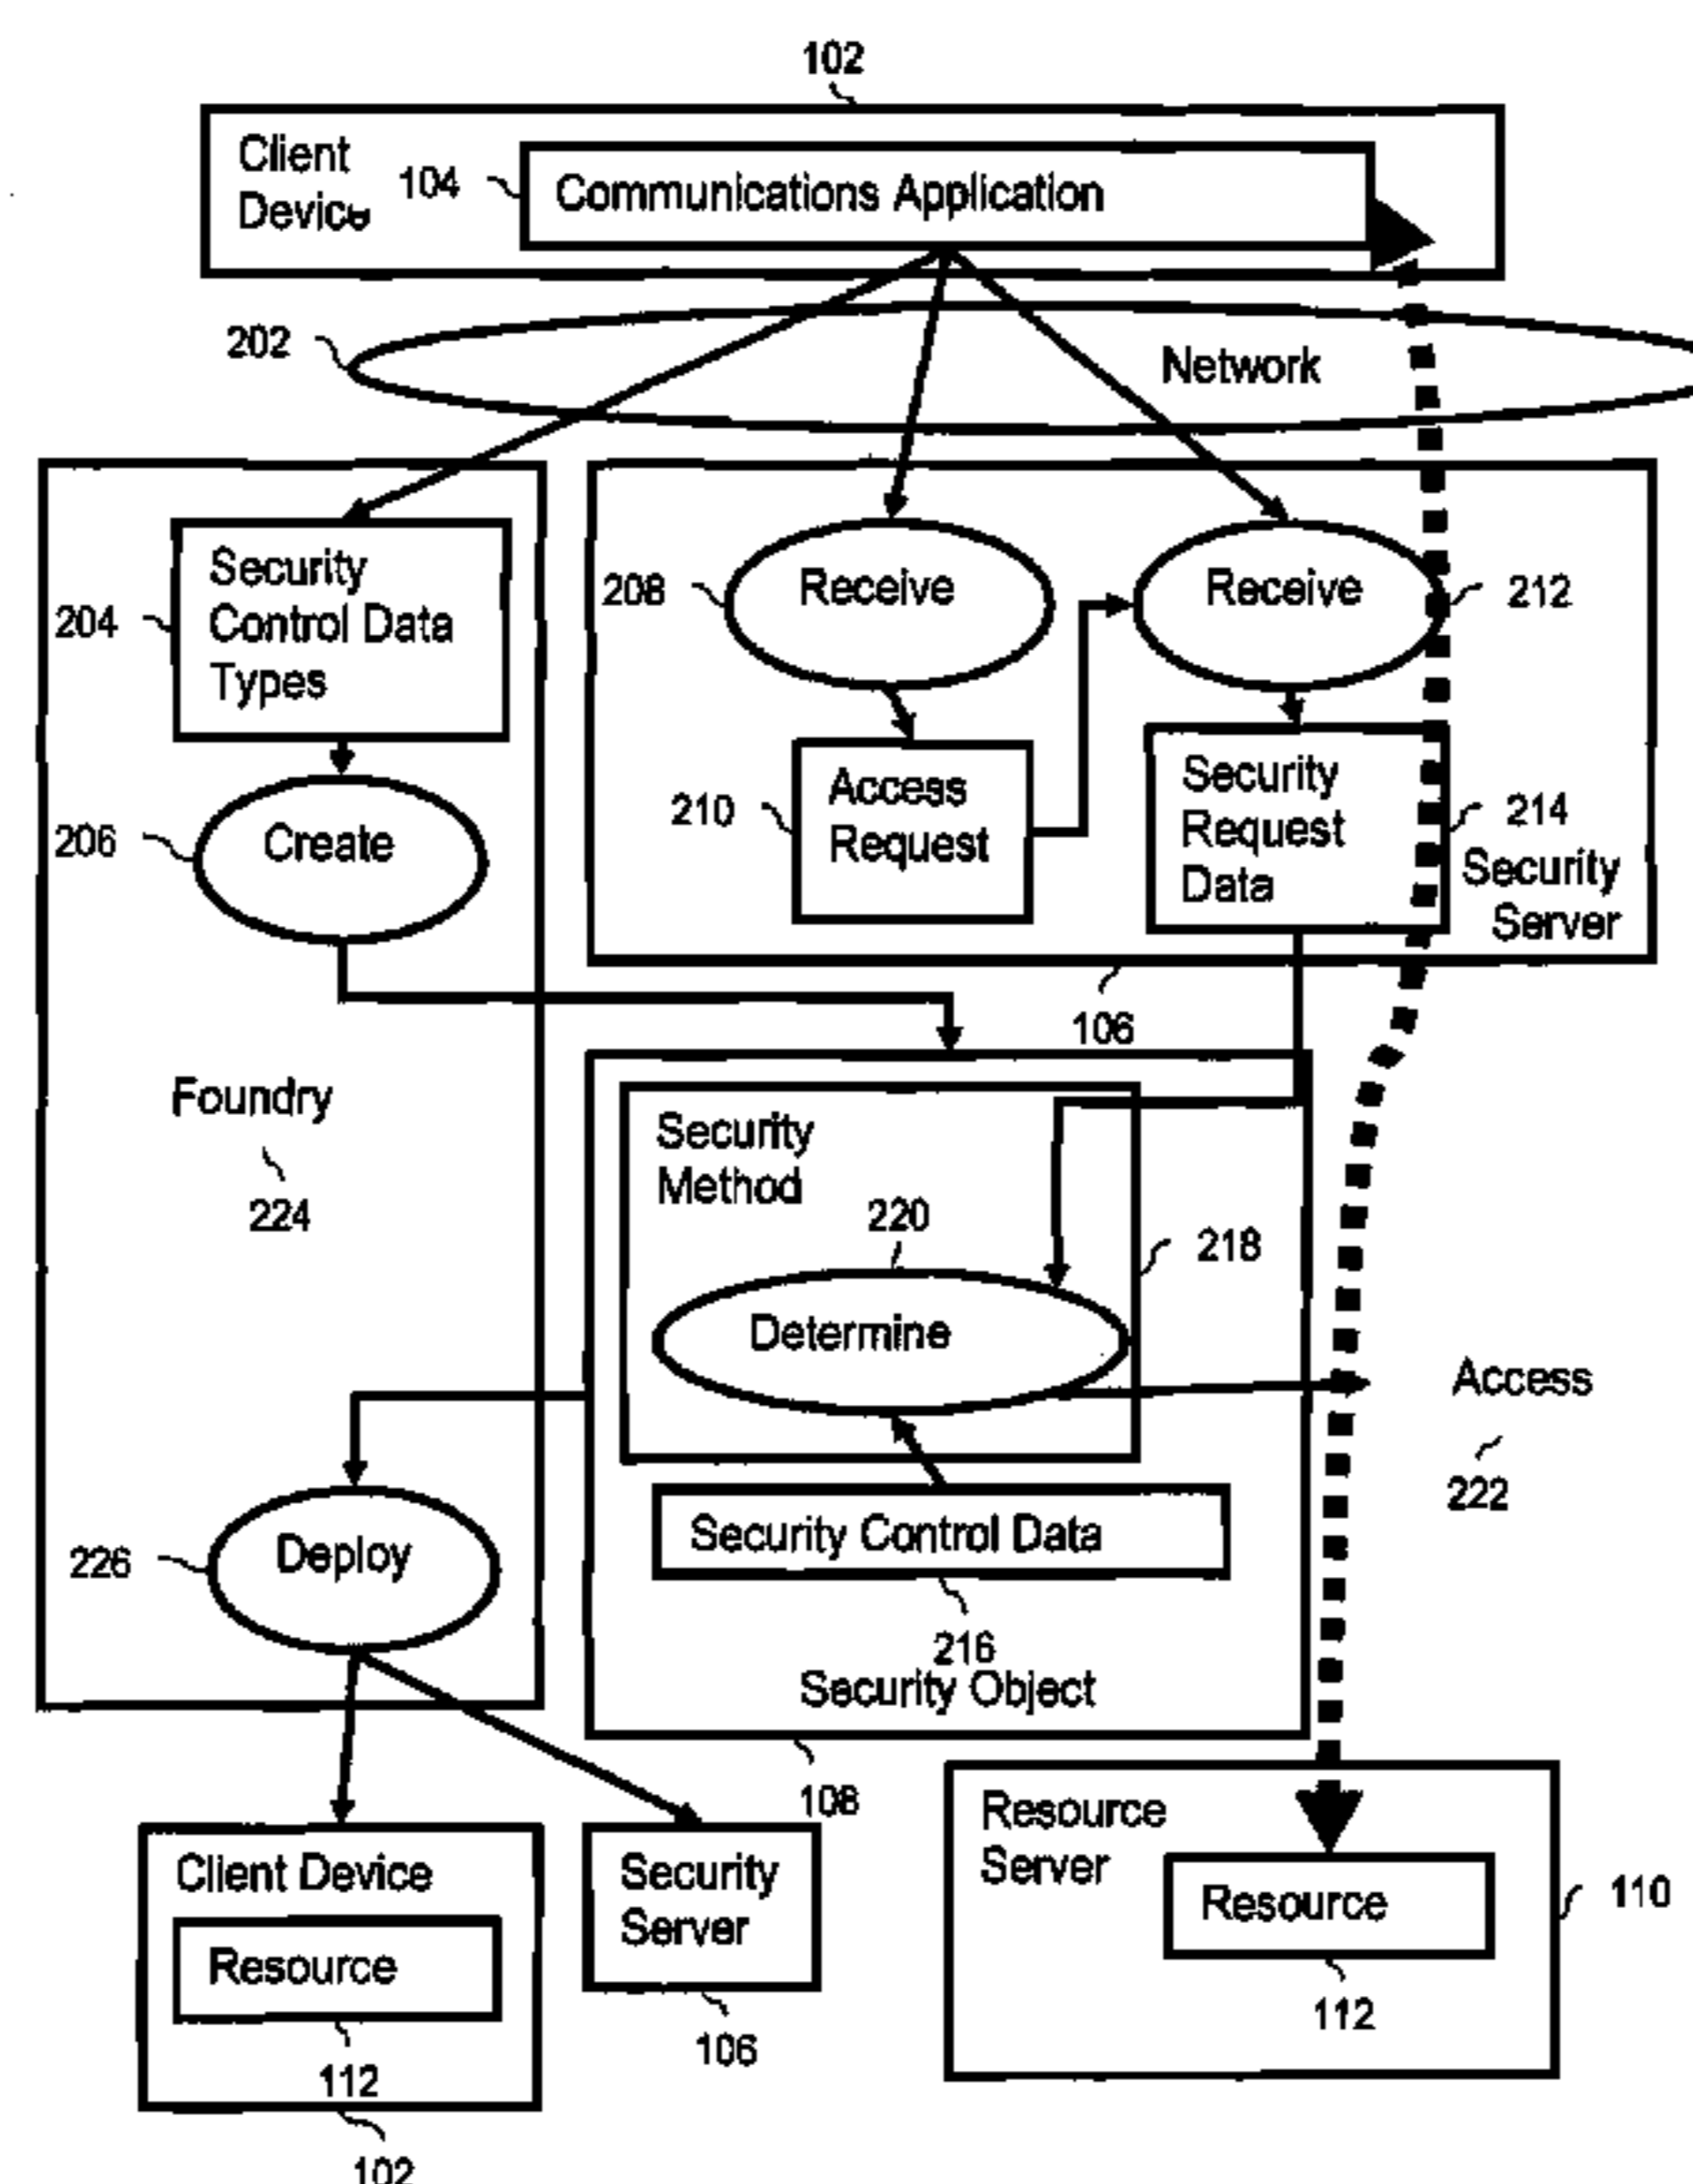 102
Client
Device
104
Communications Application
202
Network
Security
Control Data
Types
204
208
Receive
Receive
212
210
Access
Request
Security
Request
Data
214
Security
Server
206
Create
106
Foundry
224
Security
Method
220
218
Determine
Access
222
226
Deploy
Security Control Data
216
Security Object
108
Client Device
Resource
112
102
Security
Server
106
Resource
Server
Resource
110
112